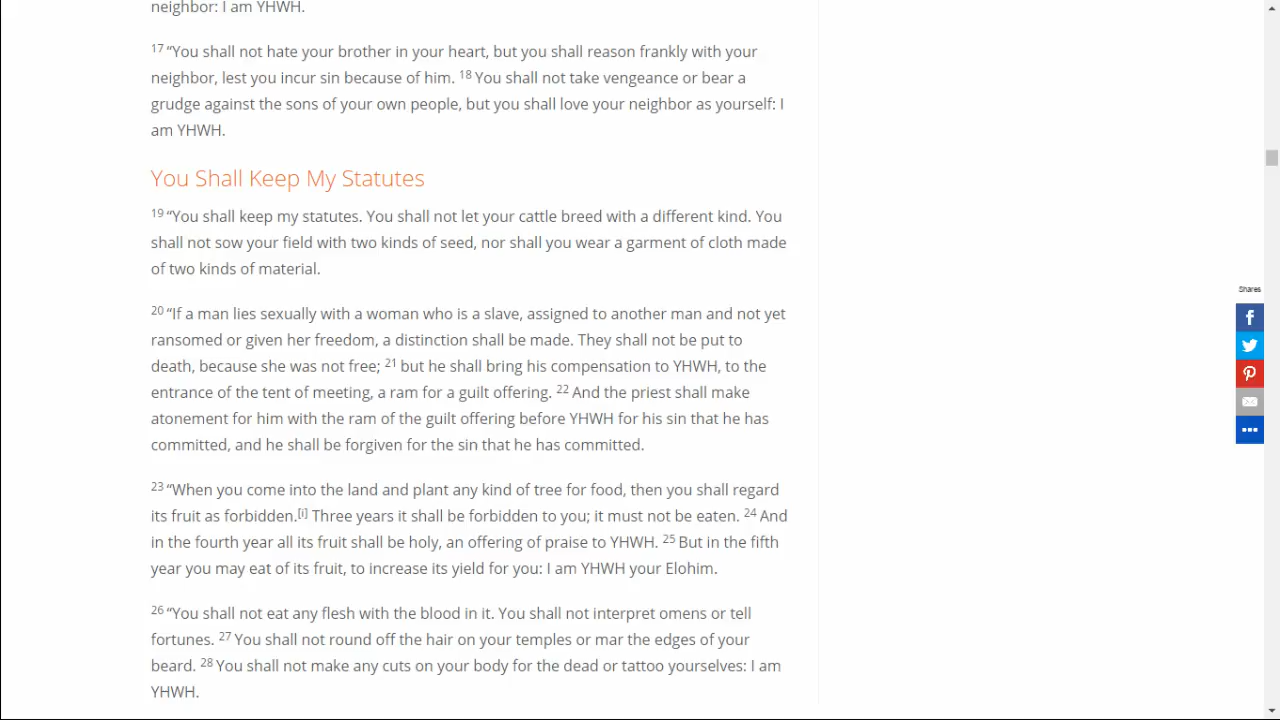 neighbor: I am YHWH.
17 “You shall not hate your brother in your heart, but you shall reason frankly with your
neighbor, lest you incur sin because of him. 18 You shall not take vengeance or bear a
grudge against the sons of your own people, but you shall love your neighbor as yourself: I
am YHWH.
You Shall Keep My Statutes
19 “You shall keep my statutes. You shall not let your cattle breed with a different kind. You
shall not sow your field with two kinds of seed, nor shall you wear a garment of cloth made
of two kinds of material.
20 “If a man lies sexually with a woman who is a slave, assigned to another man and not yet
ransomed or given her freedom, a distinction shall be made. They shall not be put to
death, because she was not free; 21 but he shall bring his compensation to YHWH, to the
entrance of the tent of meeting, a ram for a guilt offering. 22 And the priest shall make
atonement for him with the ram of the guilt offering before YHWH for his sin that he has
committed, and he shall be forgiven for the sin that he has committed.
23 “When you come into the land and plant any kind of tree for food, then you shall regard
its fruit as forbidden.[i] Three years it shall be forbidden to you; it must not be eaten. 24 And
in the fourth year all its fruit shall be holy, an offering of praise to YHWH. 25 But in the fifth
year you may eat of its fruit, to increase its yield for you: I am YHWH your Elohim.
26 “You shall not eat any flesh with the blood in it. You shall not interpret omens or tell
fortunes. 27 You shall not round off the hair on your temples or mar the edges of your
beard. 28 You shall not make any cuts on your body for the dead or tattoo yourselves: I am
YHWH.
Shares